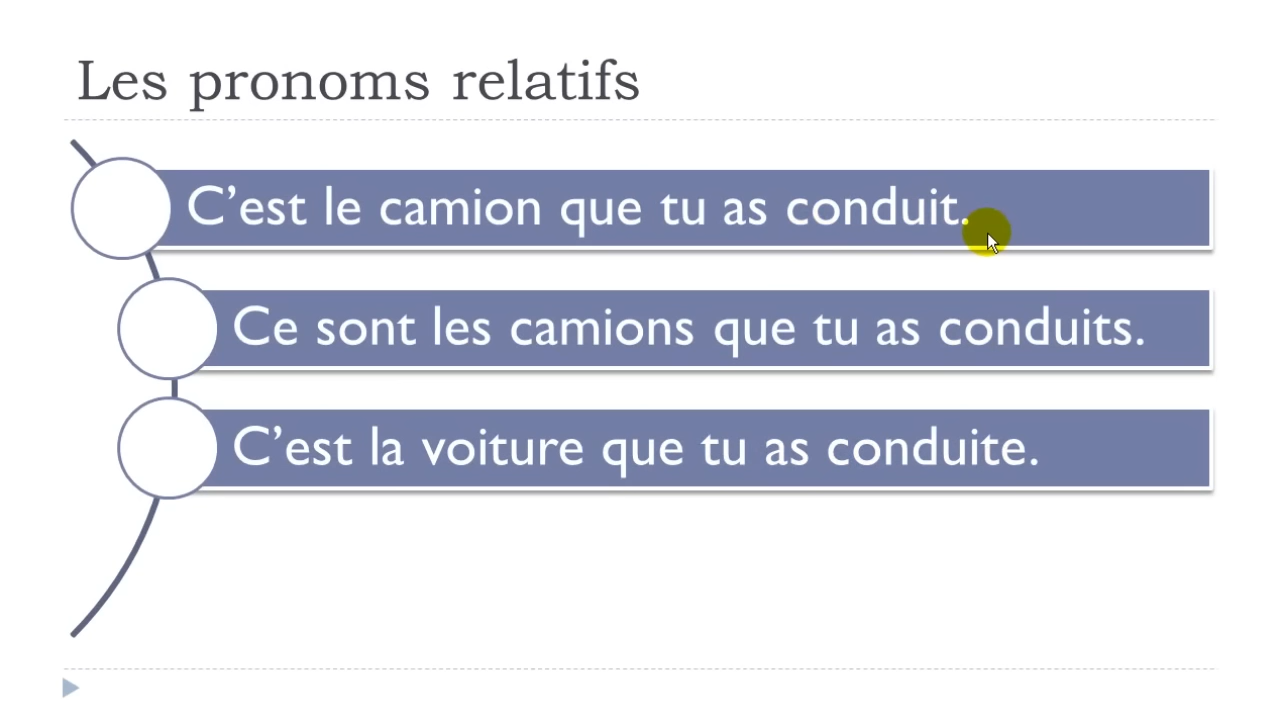 Les pronoms relatifs
C’est le camion que tu as conduit.
Ce sont les camions que tu as conduits.
C’est la voiture que tu as conduite.